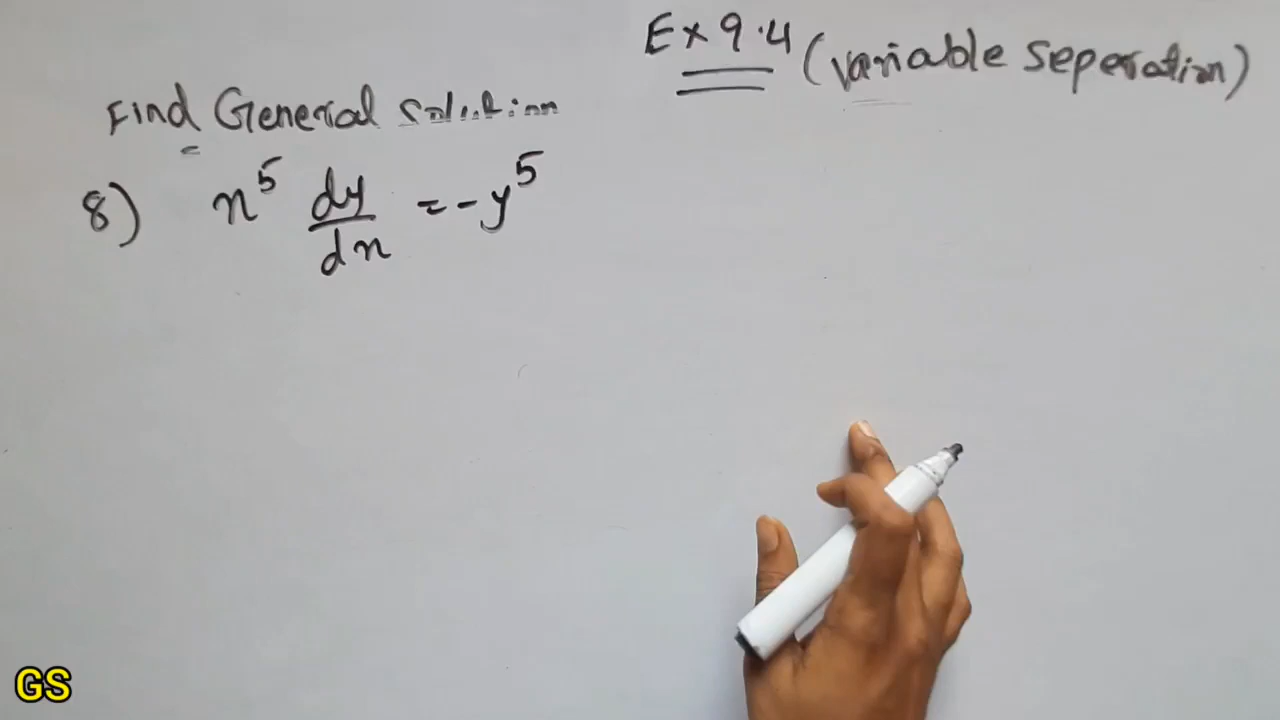 Ex 9.4 (variable seperation)
Find General solution
8) x^5 dy/dx = -y^5
GS